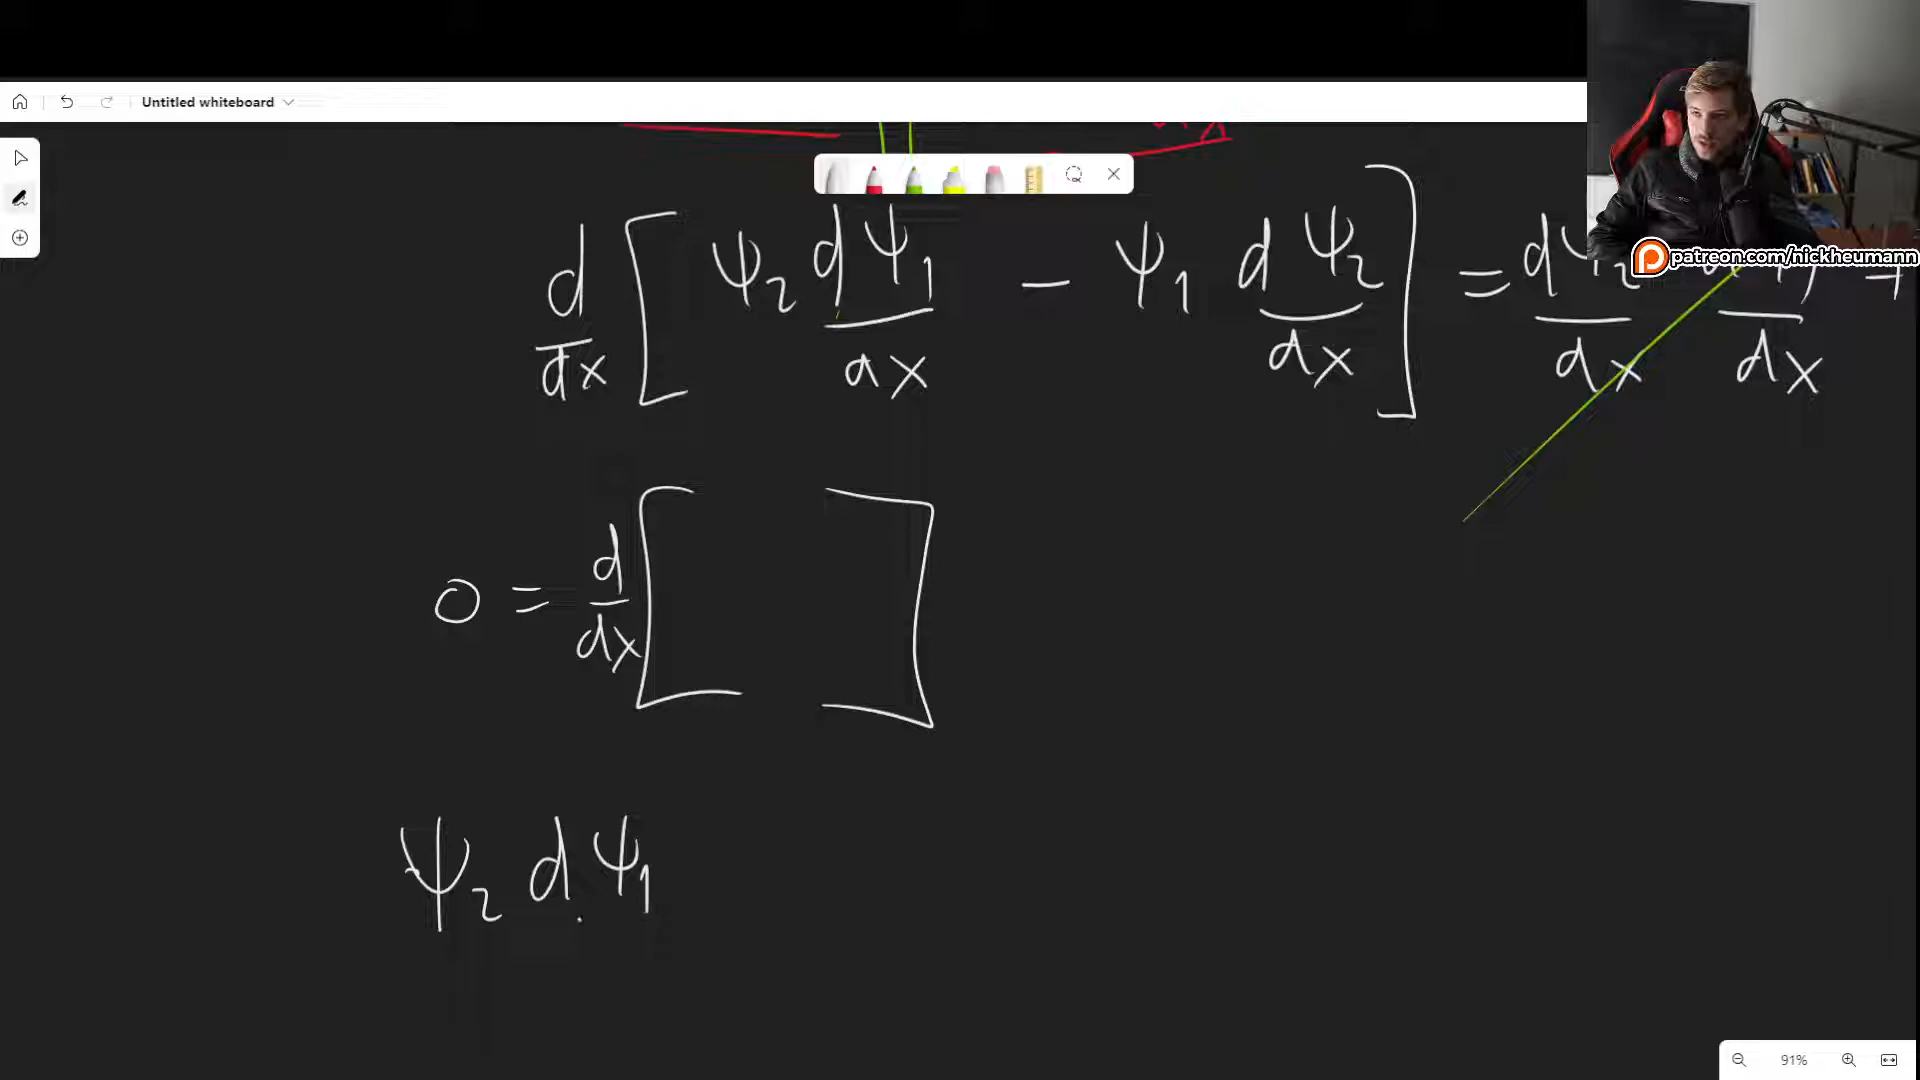 Untitled whiteboard
patreon.com/nickheumann
d/dx [ ψ₂ dψ₁/dx − ψ₁ dψ₂/dx ] = dψ₂/dx dx
0 = d/dx [ ]
ψ₂ dψ₁
91%